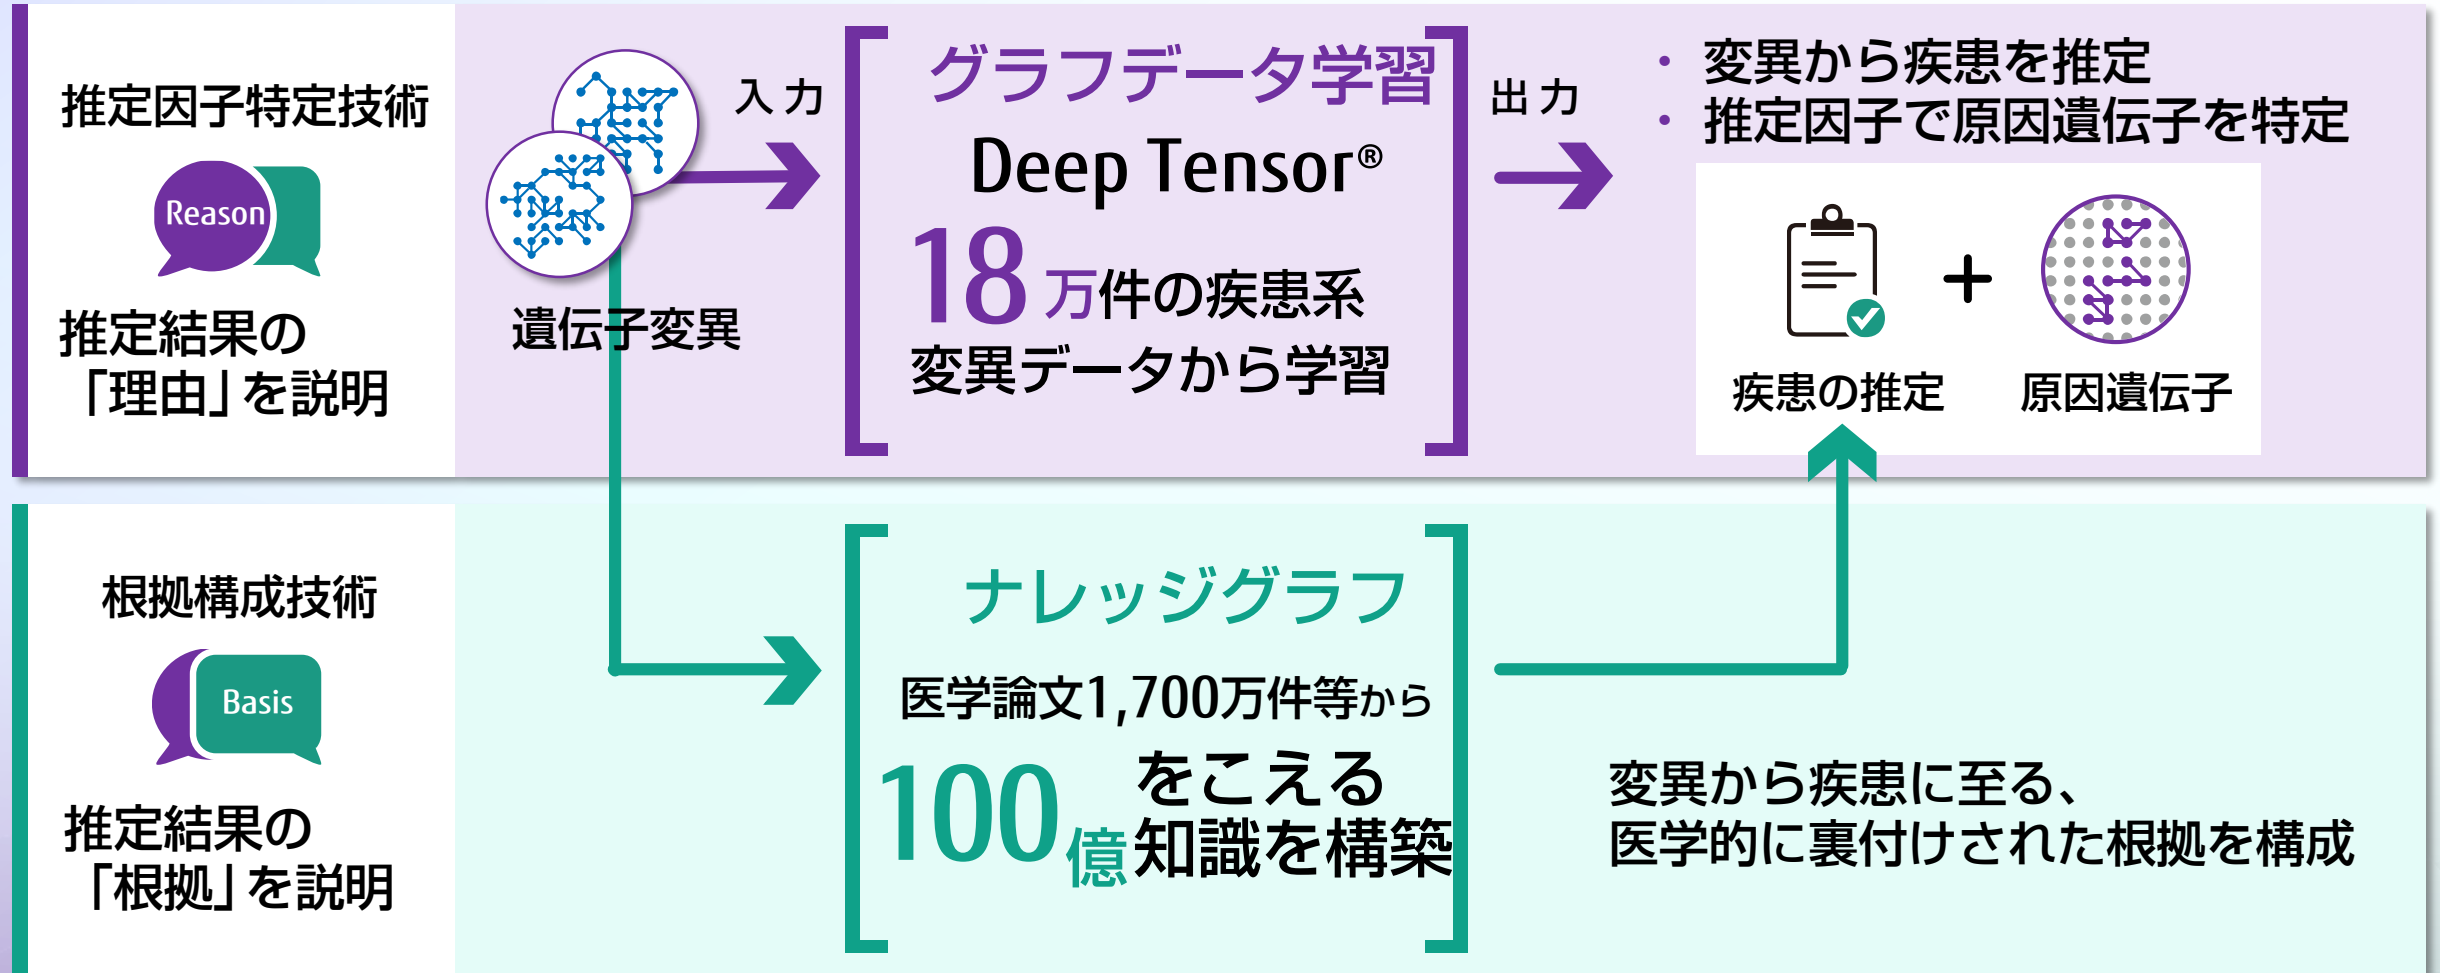 推定因子特定技術
Reason
推定結果の
「理由」を説明
遺伝子変異
入力
グラフデータ学習
Deep Tensor®
18万件の疾患系
変異データから学習
出力
・変異から疾患を推定
・推定因子で原因遺伝子を特定
+
疾患の推定
原因遺伝子
根拠構成技術
Basis
推定結果の
「根拠」を説明
ナレッジグラフ
医学論文1,700万件等から
100億をこえる
知識を構築
変異から疾患に至る、
医学的に裏付けされた根拠を構成